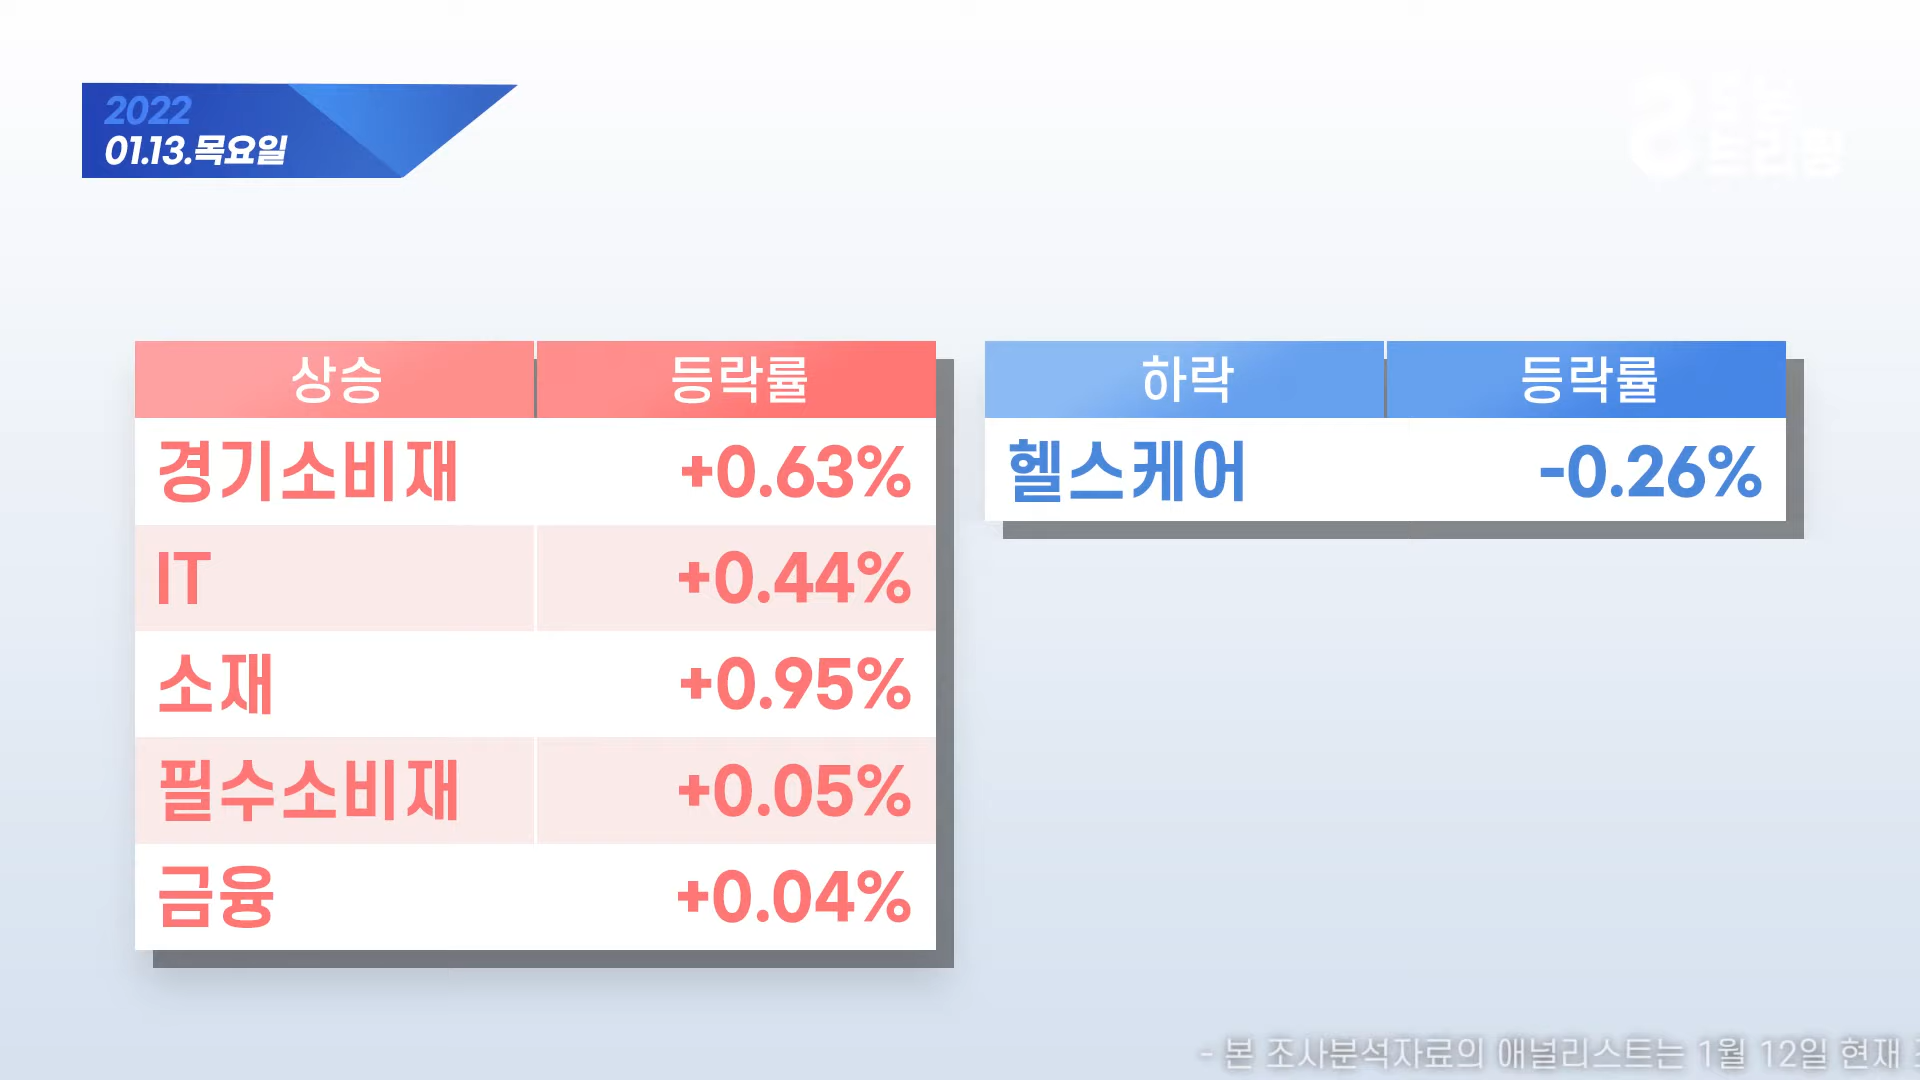 2022
01.13.목요일
브리핑
상승 등락률
경기소비재 +0.63%
IT +0.44%
소재 +0.95%
필수소비재 +0.05%
금융 +0.04%
하락 등락률
헬스케어 -0.26%
- 본 조사분석자료의 애널리스트는 1월 12일 현재